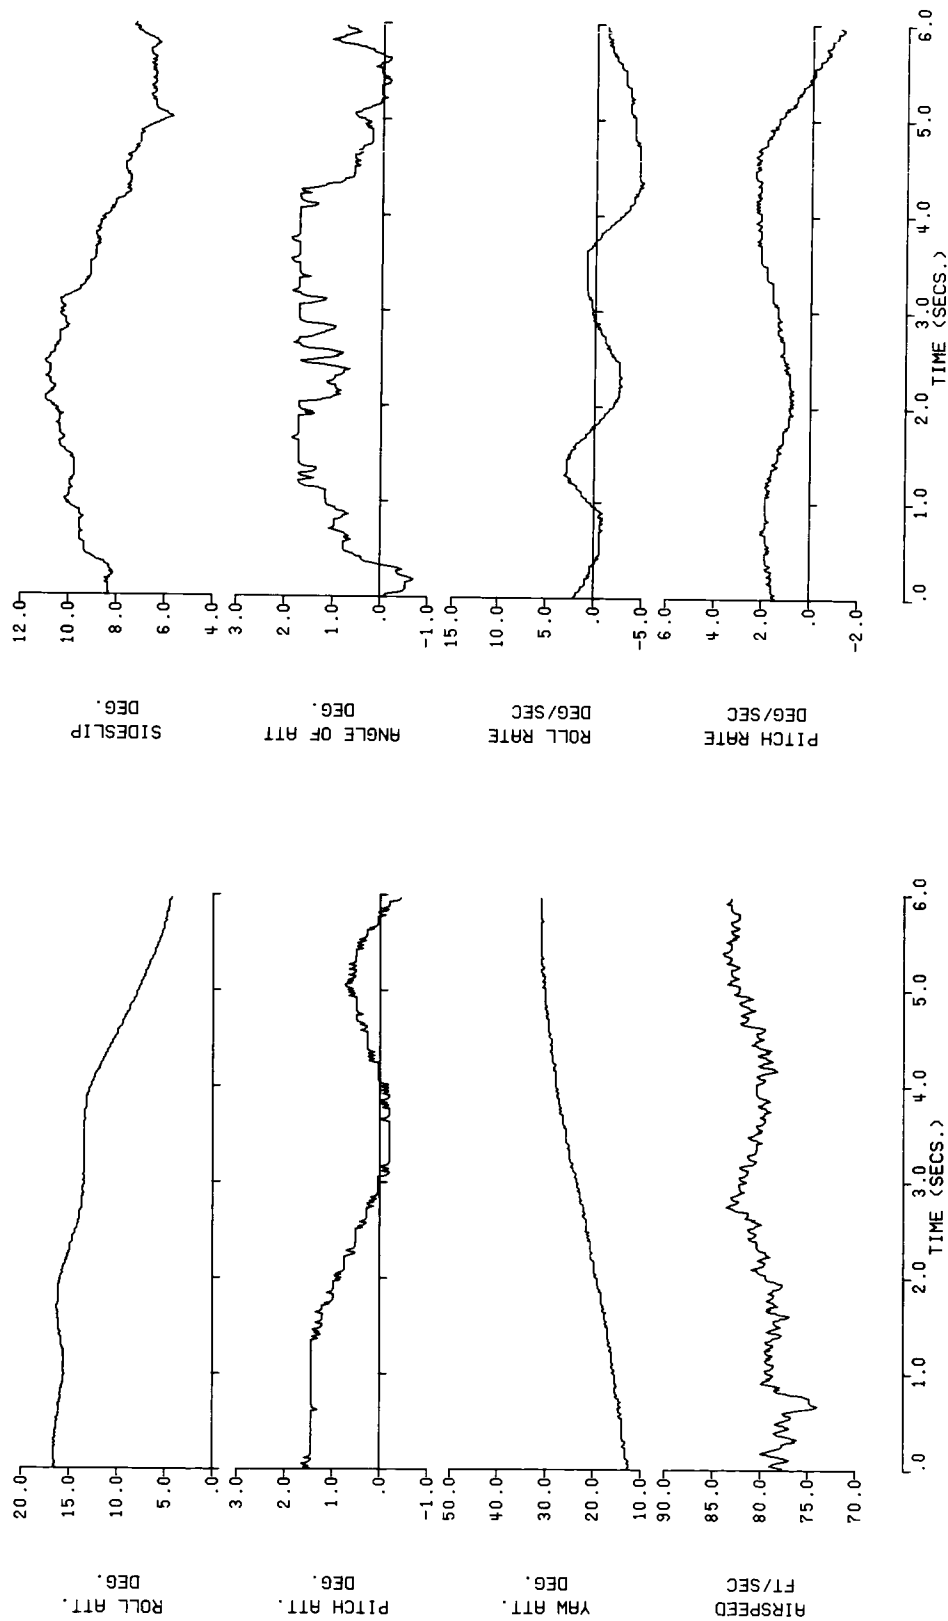 ROLL ATT.
DEG.
20.0
15.0
10.0
5.0
.0
PITCH ATT.
DEG.
3.0
2.0
1.0
.0
-1.0
YAW ATT.
DEG.
50.0
40.0
30.0
20.0
10.0
AIRSPEED
FT/SEC
90.0
85.0
80.0
75.0
70.0
.0 1.0 2.0 3.0 4.0 5.0 6.0
TIME (SECS.)
SIDESLIP
DEG.
12.0
10.0
8.0
6.0
4.0
ANGLE OF ATT
DEG.
3.0
2.0
1.0
.0
-1.0
ROLL RATE
DEG/SEC
15.0
10.0
5.0
.0
-5.0
PITCH RATE
DEG/SEC
6.0
4.0
2.0
.0
-2.0
.0 1.0 2.0 3.0 4.0 5.0 6.0
TIME (SECS.)